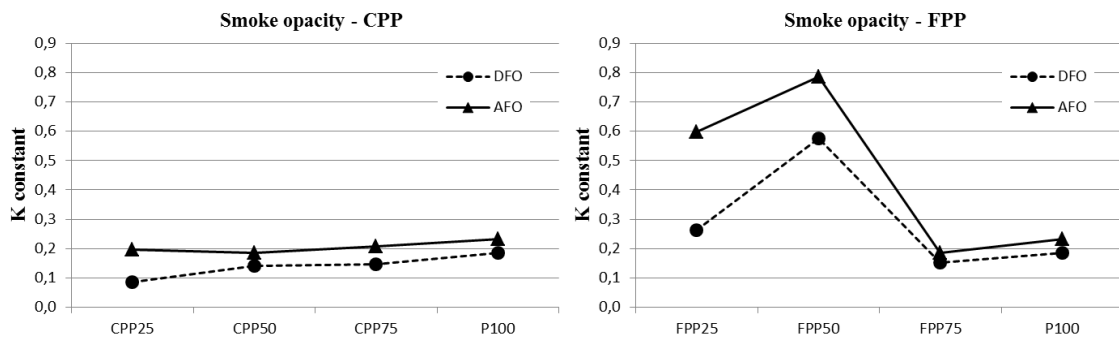 Smoke opacity - CPP
0,9
0,8
0,7
0,6
0,5
0,4
0,3
0,2
0,1
0,0
K constant
DFO
AFO
CPP25 CPP50 CPP75 P100
Smoke opacity - FPP
0,9
0,8
0,7
0,6
0,5
0,4
0,3
0,2
0,1
0,0
K constant
DFO
AFO
FPP25 FPP50 FPP75 P100